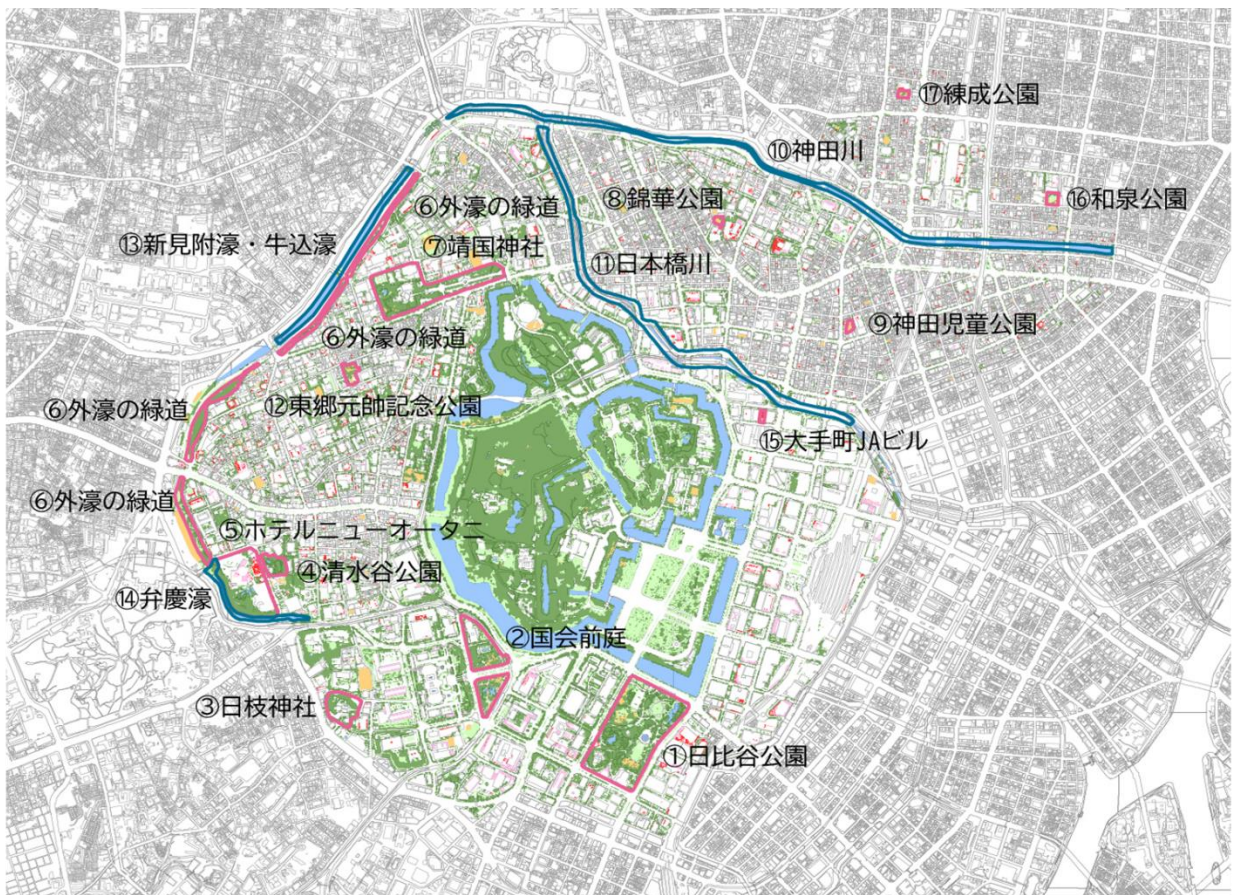 ⑰練成公園
⑩神田川
⑧錦華公園
⑯和泉公園
⑥外濠の緑道
⑬新見附濠・牛込濠
⑦靖国神社
⑪日本橋川
⑨神田児童公園
⑥外濠の緑道
⑥外濠の緑道
⑫東郷元帥記念公園
⑮大手町JAビル
⑥外濠の緑道
⑤ホテルニューオータニ
④清水谷公園
⑭弁慶濠
②国会前庭
③日枝神社
①日比谷公園